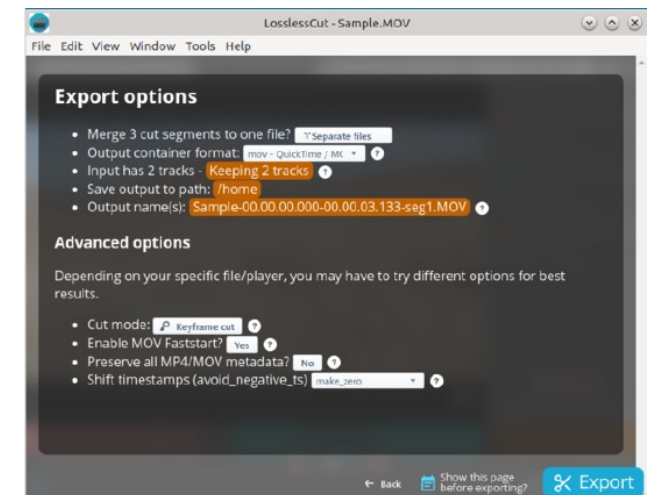 LosslessCut - Sample.MOV
File Edit View Window Tools Help
Export options
Merge 3 cut segments to one file? Separate files
Output container format: mov - QuickTime / MC
Input has 2 tracks - Keeping 2 tracks ?
Save output to path: /home
Output name(s): Sample-00.00.00.000-00.00.03.133-seg1.MOV ?
Advanced options
Depending on your specific file/player, you may have to try different options for best
results.
Cut mode: Keyframe cut ?
Enable MOV Faststart? Yes ?
Preserve all MP4/MOV metadata? No ?
Shift timestamps (avoid_negative_ts) make_zero ?
Back
Show this page
before exporting?
Export